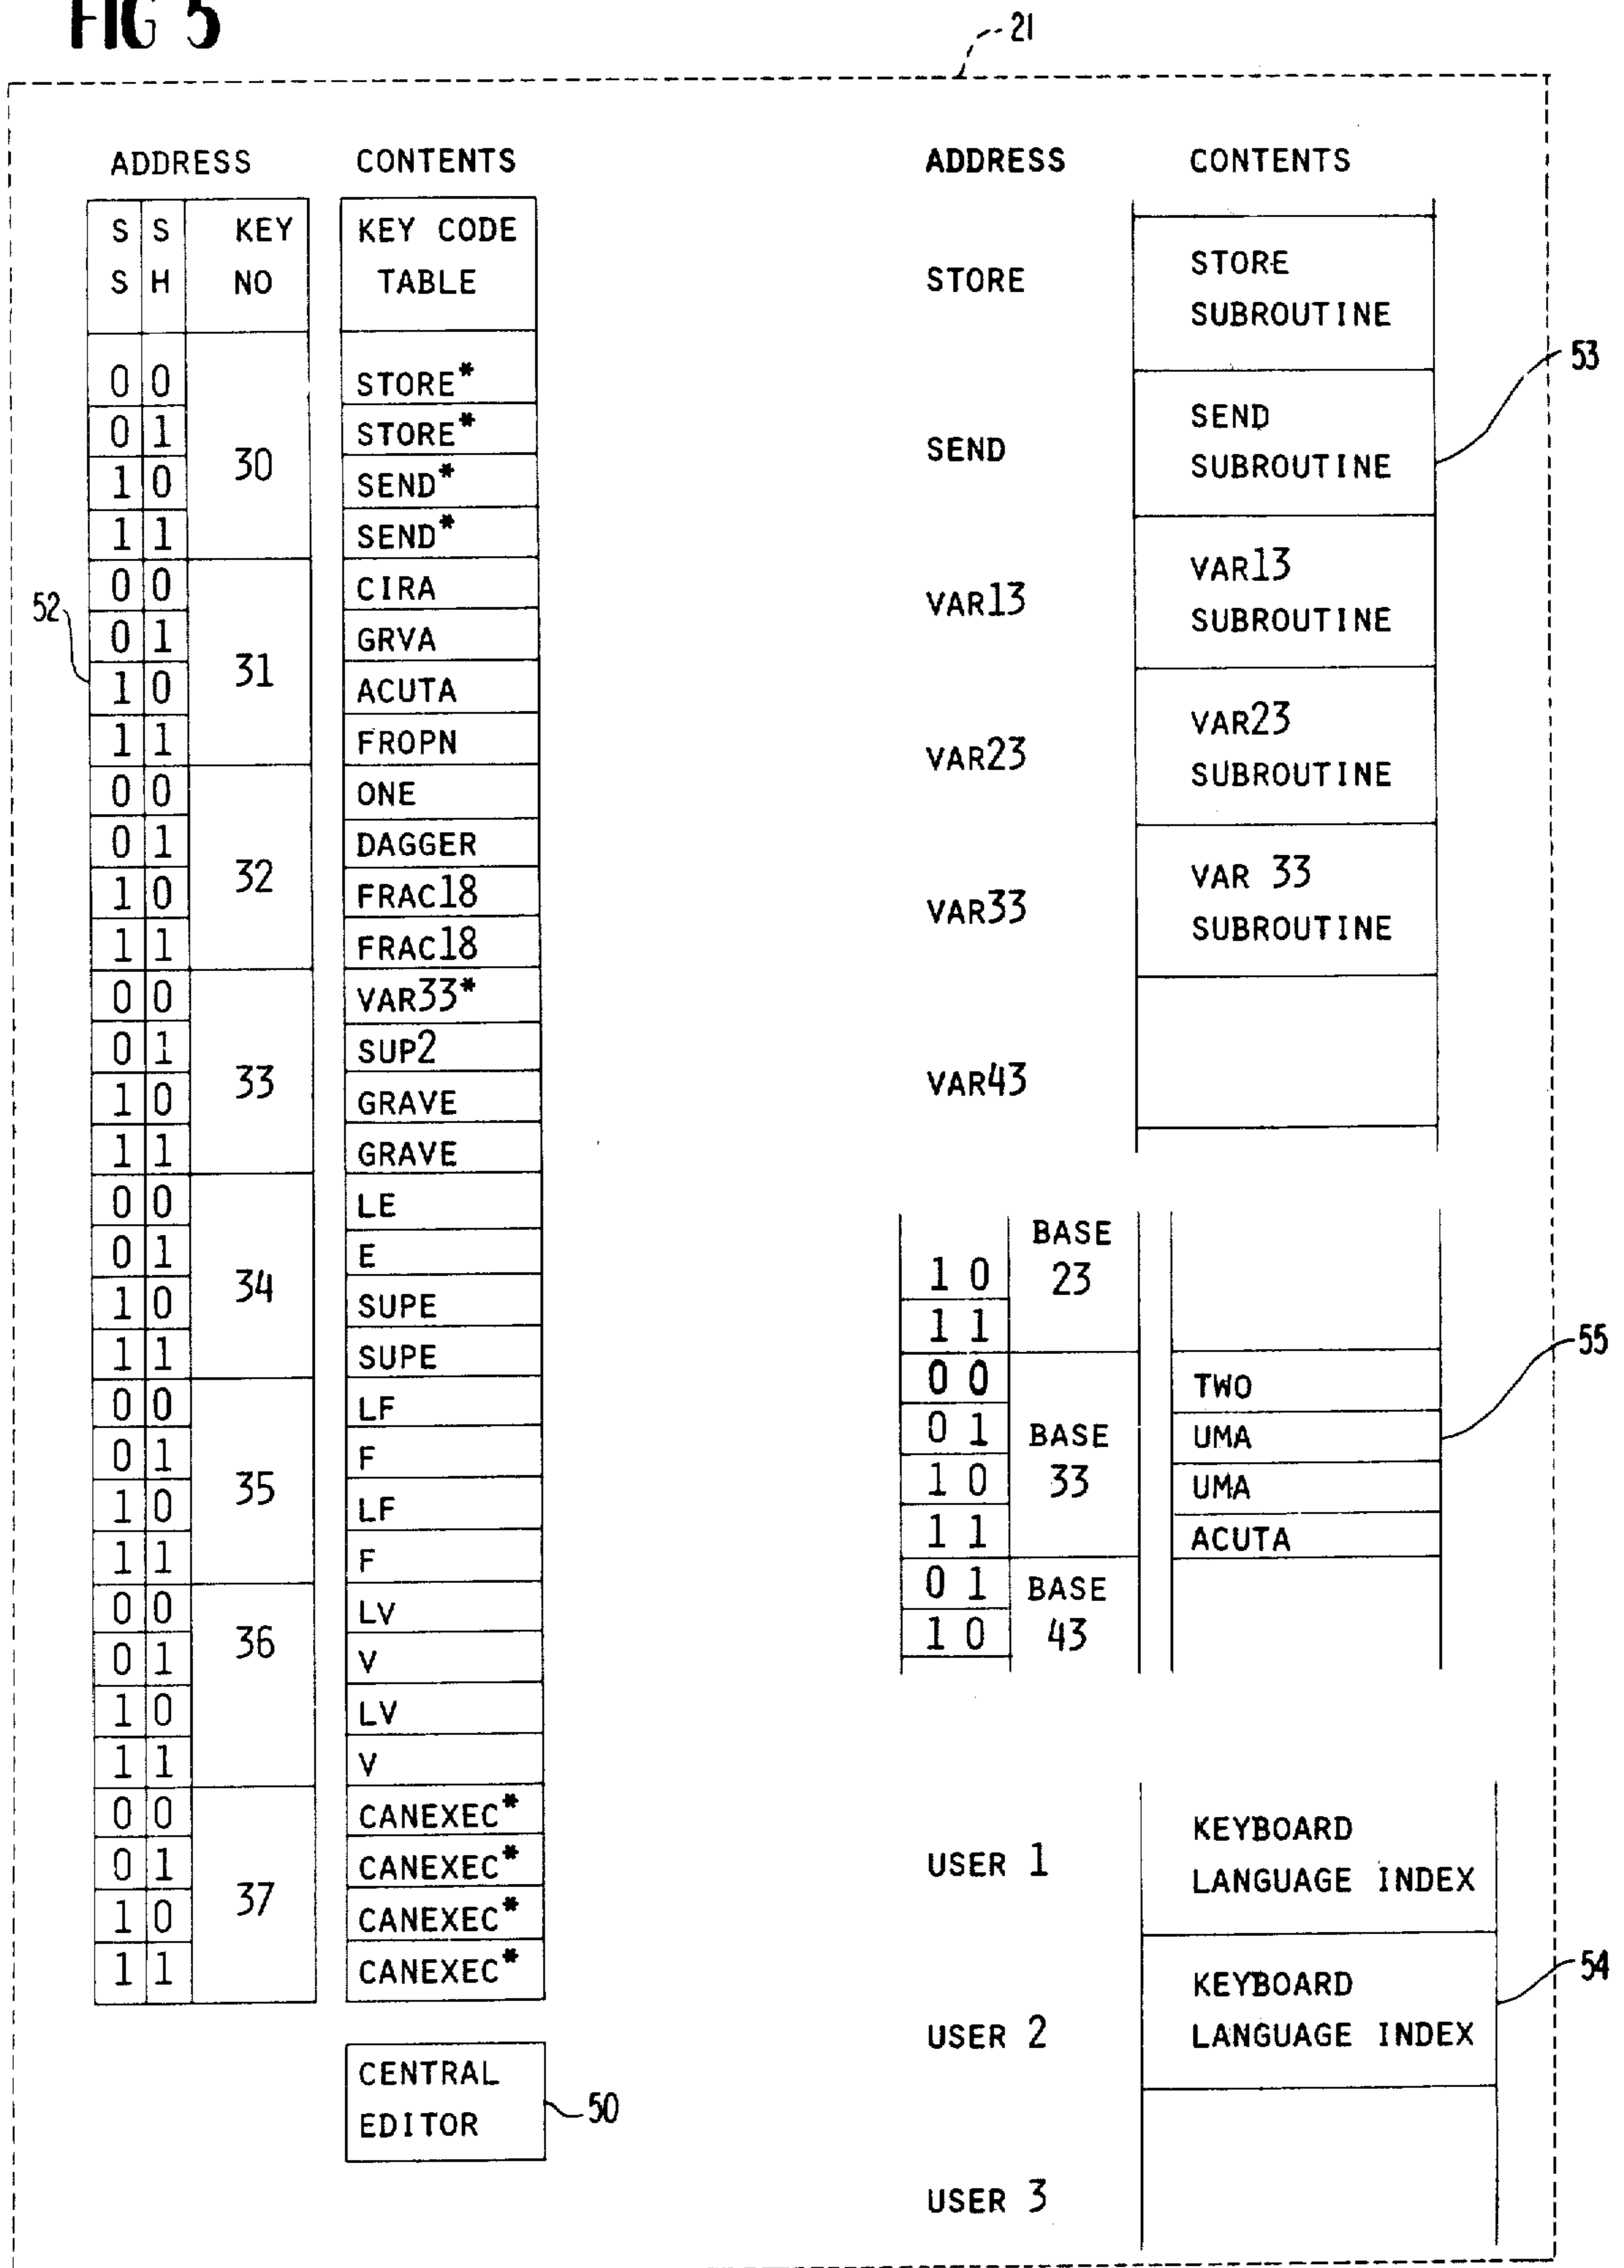 FIG 5
21
ADDRESS CONTENTS
S S KEY KEY CODE
S H NO TABLE
0 0 STORE*
0 1 STORE*
30
1 0 SEND*
1 1 SEND*
0 0 CIRA
52
0 1 GRVA
31
1 0 ACUTA
1 1 FROPN
0 0 ONE
0 1 DAGGER
32
1 0 FRAC18
1 1 FRAC18
0 0 VAR33*
0 1 SUP2
33
1 0 GRAVE
1 1 GRAVE
0 0 LE
0 1 E
34
1 0 SUPE
1 1 SUPE
0 0 LF
0 1 F
35
1 0 LF
1 1 F
0 0 LV
36
0 1 V
1 0 LV
1 1 V
0 0 CANEXEC*
0 1 CANEXEC*
37
1 0 CANEXEC*
1 1 CANEXEC*
CENTRAL
EDITOR
50
ADDRESS CONTENTS
STORE
STORE
SUBROUTINE
53
SEND
SEND
SUBROUTINE
VAR13
VAR13
SUBROUTINE
VAR23
VAR23
SUBROUTINE
VAR33
VAR 33
SUBROUTINE
VAR43
BASE
1 0 23
1 1
55
0 0 TWO
0 1 BASE UMA
1 0 33 UMA
1 1 ACUTA
0 1 BASE
1 0 43
USER 1
KEYBOARD
LANGUAGE INDEX
54
USER 2
KEYBOARD
LANGUAGE INDEX
USER 3